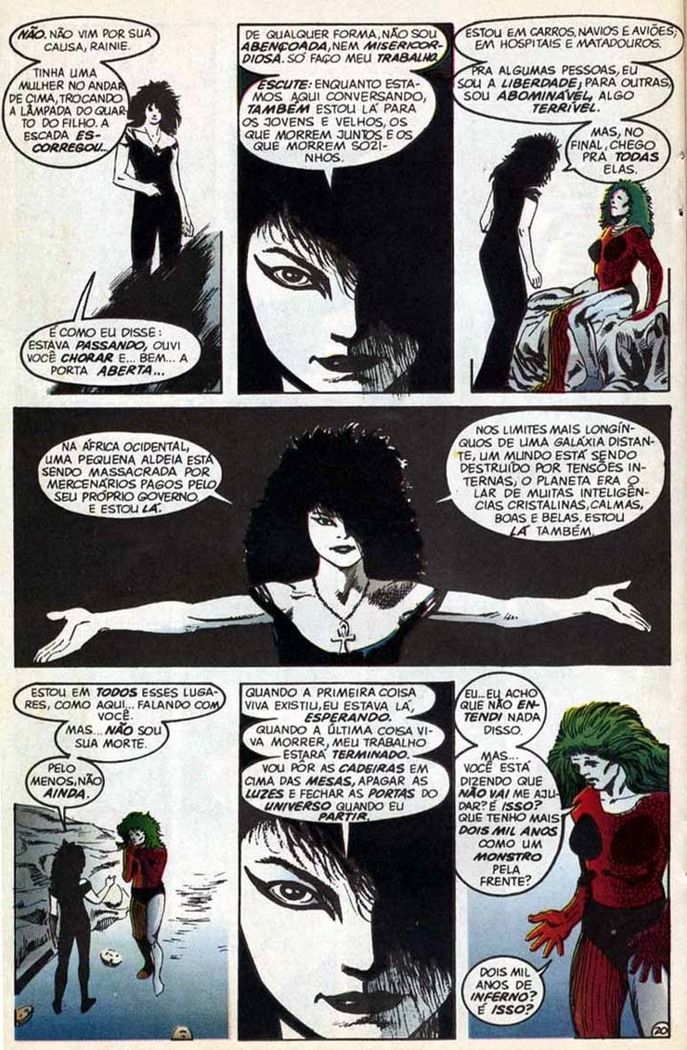 NÃO. NÃO VIM POR SUA
CAUSA, RAINIE.
TINHA UMA
MULHER NO ANDAR
DE CIMA, TROCANDO
A LÂMPADA DO QUAR-
TO DO FILHO. A
ESCADA ES-
CORREGOU...
É COMO EU DISSE:
ESTAVA PASSANDO, OUVI
VOCÊ CHORAR E... BEM... A
PORTA ABERTA...
DE QUALQUER FORMA, NÃO SOU
ABENÇOADA, NEM MISERICOR-
DIOSA. SÓ FAÇO MEU TRABALHO.
ESCUTE: ENQUANTO ESTA-
MOS AQUI CONVERSANDO,
TAMBÉM ESTOU LÁ PARA
OS JOVENS E VELHOS, OS
QUE MORREM JUNTOS E OS
QUE MORREM SOZI-
NHOS.
ESTOU EM CARROS, NAVIOS E AVIÕES;
EM HOSPITAIS E MATADOUROS.
PRA ALGUMAS PESSOAS, EU
SOU A LIBERDADE; PARA OUTRAS,
SOU ABOMINÁVEL, ALGO
TERRÍVEL.
MAS, NO
FINAL, CHEGO
PRA TODAS
ELAS.
NA ÁFRICA OCIDENTAL,
UMA PEQUENA ALDEIA ESTÁ
SENDO MASSACRADA POR
MERCENÁRIOS PAGOS PELO
SEU PRÓPRIO GOVERNO,
E ESTOU LÁ.
NOS LIMITES MAIS LONGÍN-
QUOS DE UMA GALÁXIA DISTAN-
TE, UM MUNDO ESTÁ SENDO
DESTRUÍDO POR TENSÕES IN-
TERNAS, O PLANETA ERA O
LAR DE MUITAS INTELIGÊN-
CIAS CRISTALINAS, CALMAS,
BOAS E BELAS. ESTOU
LÁ TAMBÉM.
ESTOU EM TODOS ESSES LUGA-
RES, COMO AQUI... FALANDO COM
VOCÊ.
MAS... NÃO SOU
SUA MORTE.
PELO
MENOS, NÃO
AINDA.
QUANDO A PRIMEIRA COISA
VIVA EXISTIU, EU ESTAVA LÁ,
ESPERANDO.
QUANDO A ÚLTIMA COISA VI-
VA MORRER, MEU TRABALHO
ESTARÁ TERMINADO.
VOU PÔR AS CADEIRAS EM
CIMA DAS MESAS, APAGAR AS
LUZES E FECHAR AS PORTAS DO
UNIVERSO QUANDO EU
PARTIR.
EU... EU ACHO
QUE NÃO EN-
TENDI NADA
DISSO.
MAS...
VOCÊ ESTÁ
DIZENDO QUE
NÃO VAI ME AJU-
DAR? É ISSO?
QUE TENHO MAIS
DOIS MIL ANOS
COMO UM
MONSTRO
PELA
FRENTE?
DOIS MIL
ANOS DE
INFERNO?
É ISSO?
20